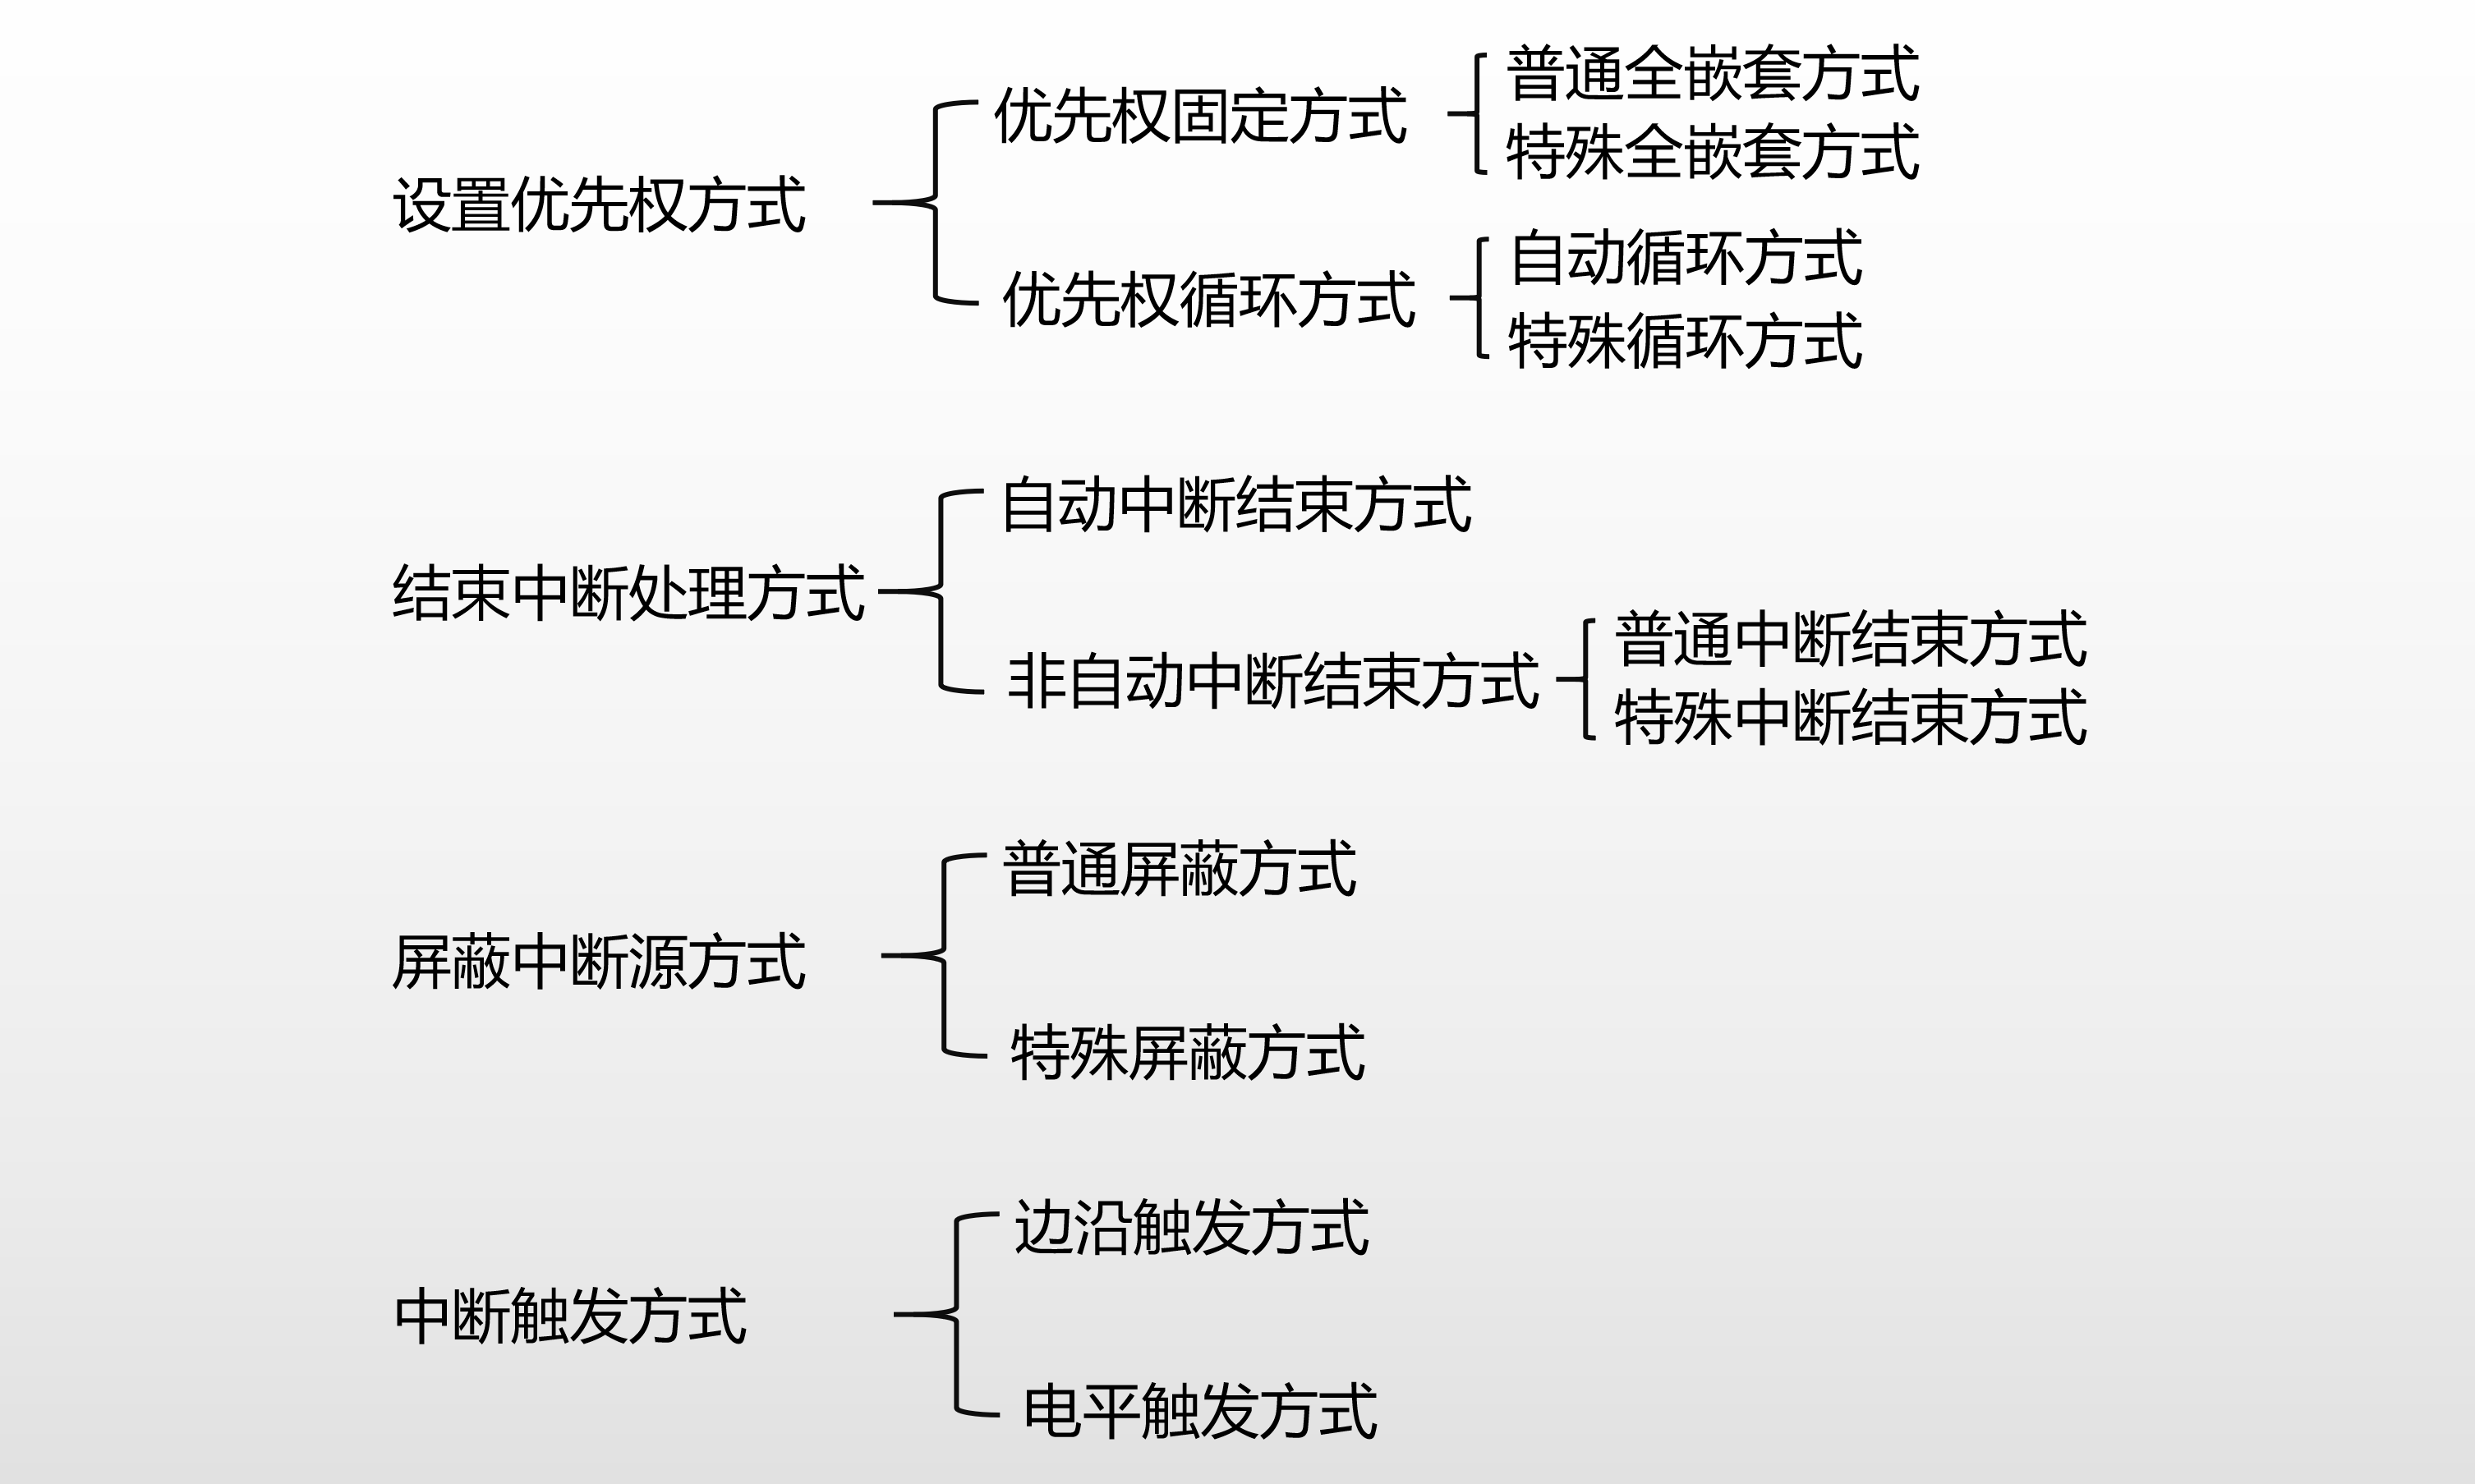 设置优先权方式
优先权固定方式
普通全嵌套方式
特殊全嵌套方式
优先权循环方式
自动循环方式
特殊循环方式
结束中断处理方式
自动中断结束方式
非自动中断结束方式
普通中断结束方式
特殊中断结束方式
屏蔽中断源方式
普通屏蔽方式
特殊屏蔽方式
中断触发方式
边沿触发方式
电平触发方式